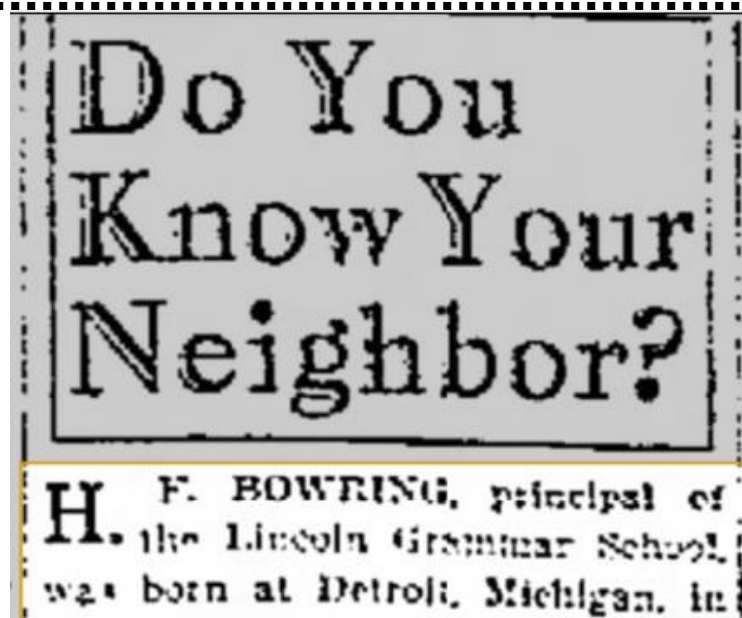 Do You
Know Your
Neighbor?
H. F. BOWRING, principal of
the Lincoln Grammar School,
was born at Detroit, Michigan, in